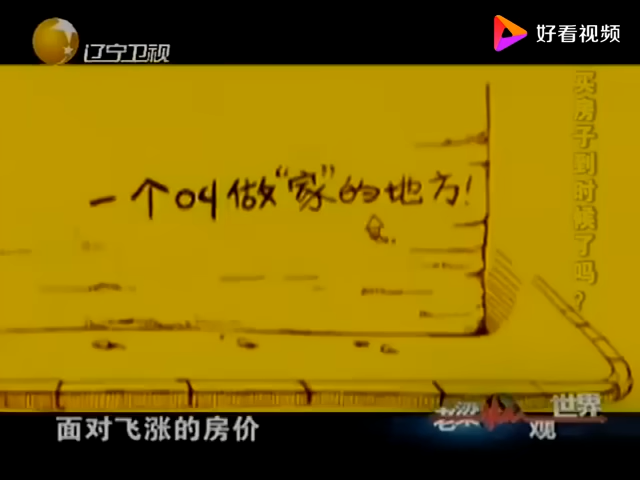 辽宁卫视
好看视频
买房子到时候了吗?
一个叫做“家”的地方!
面对飞涨的房价
老梁观世界